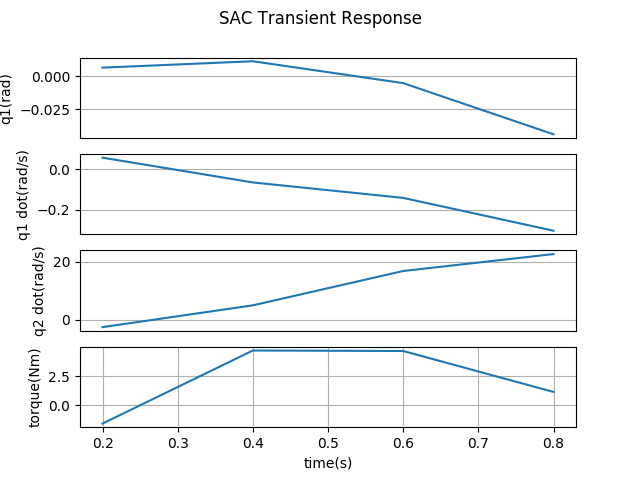 SAC Transient Response
q1(rad)
0.000
−0.025
q1 dot(rad/s)
0.0
−0.2
q2 dot(rad/s)
20
0
torque(Nm)
2.5
0.0
0.2 0.3 0.4 0.5 0.6 0.7 0.8
time(s)